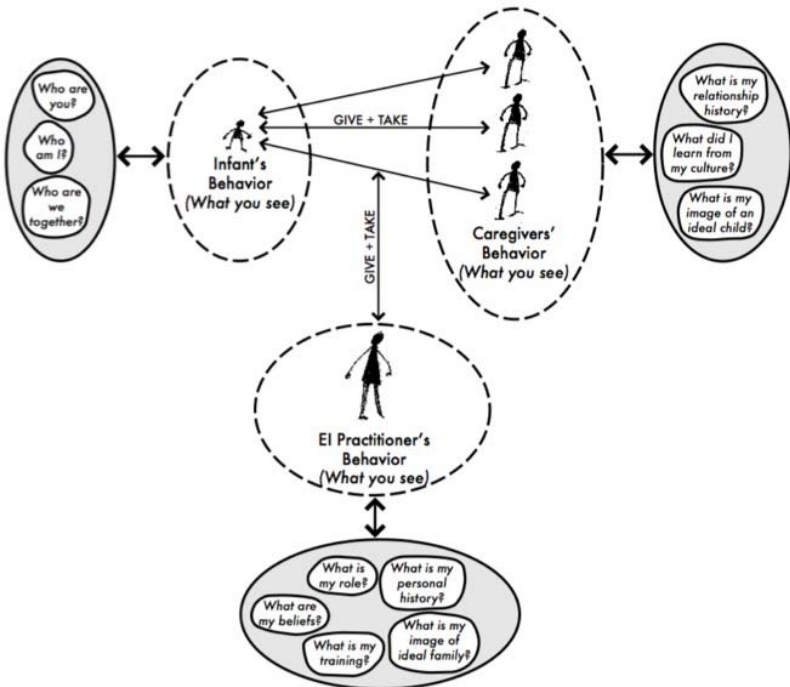 Who are
you?
Who
am I?
Who are
we
together?
Infant's
Behavior
(What you see)
GIVE + TAKE
Caregivers'
Behavior
(What you see)
What is my
relationship
history?
What did I
learn from
my culture?
What is my
image of an
ideal child?
GIVE + TAKE
EI Practitioner's
Behavior
(What you see)
What is
my role?
What is my
personal
history?
What are
my beliefs?
What is my
training?
What is my
image of
ideal family?